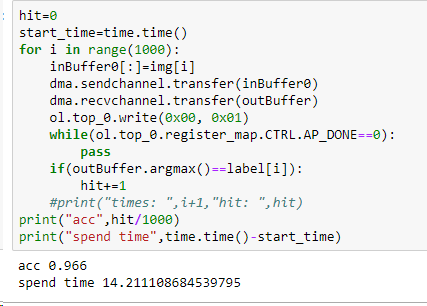 hit=0
start_time=time.time()
for i in range(1000):
    inBuffer0[:]=img[i]
    dma.sendchannel.transfer(inBuffer0)
    dma.recvchannel.transfer(outBuffer)
    ol.top_0.write(0x00, 0x01)
    while(ol.top_0.register_map.CTRL.AP_DONE==0):
        pass
    if(outBuffer.argmax()==label[i]):
        hit+=1
    #print("times: ",i+1,"hit: ",hit)
print("acc",hit/1000)
print("spend time",time.time()-start_time)
acc 0.966
spend time 14.211108684539795